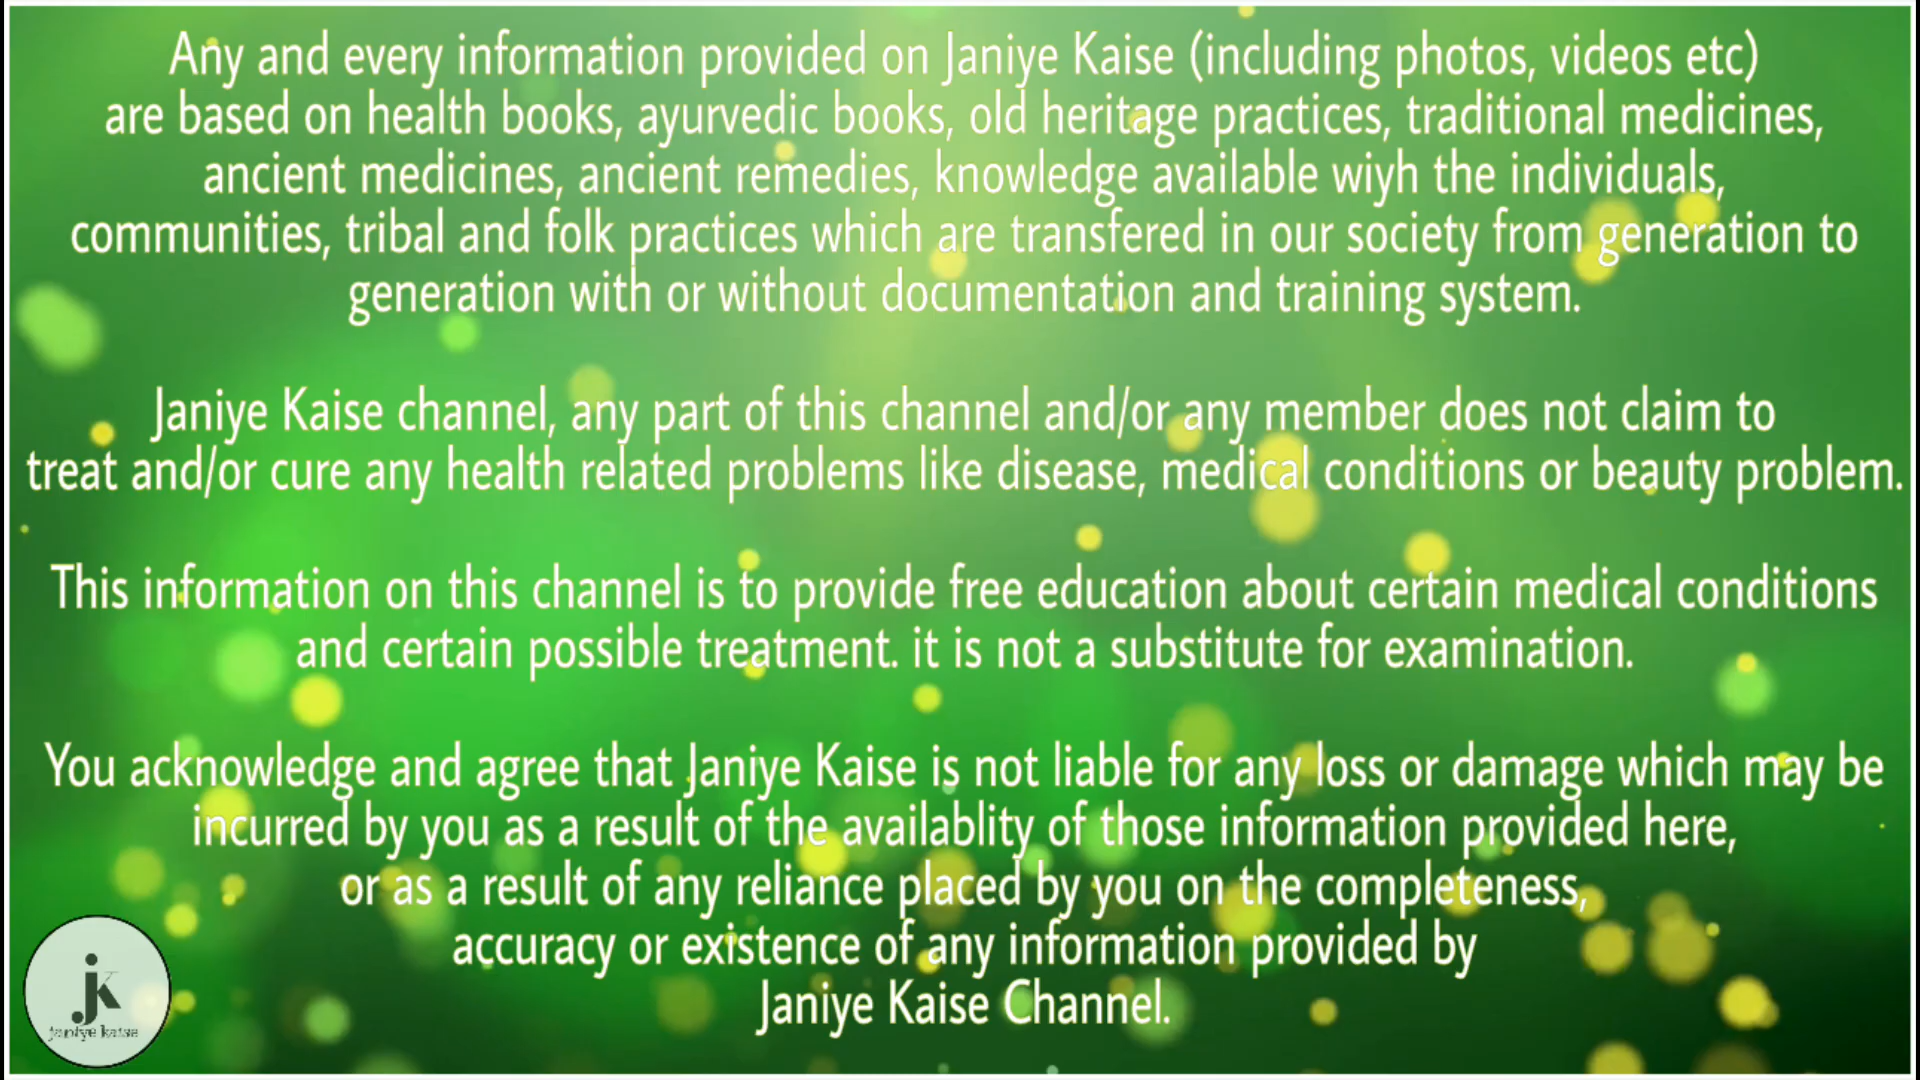 Any and every information provided on Janiye Kaise (including photos, videos etc)
are based on health books, ayurvedic books, old heritage practices, traditional medicines,
ancient medicines, ancient remedies, knowledge available wiyh the individuals,
communities, tribal and folk practices which are transfered in our society from generation to
generation with or without documentation and training system.
Janiye Kaise channel, any part of this channel and/or any member does not claim to
treat and/or cure any health related problems like disease, medical conditions or beauty problem.
This information on this channel is to provide free education about certain medical conditions
and certain possible treatment. it is not a substitute for examination.
You acknowledge and agree that Janiye Kaise is not liable for any loss or damage which may be
incurred by you as a result of the availablity of those information provided here,
or as a result of any reliance placed by you on the completeness,
accuracy or existence of any information provided by
Janiye Kaise Channel.
jk
janiye kaise